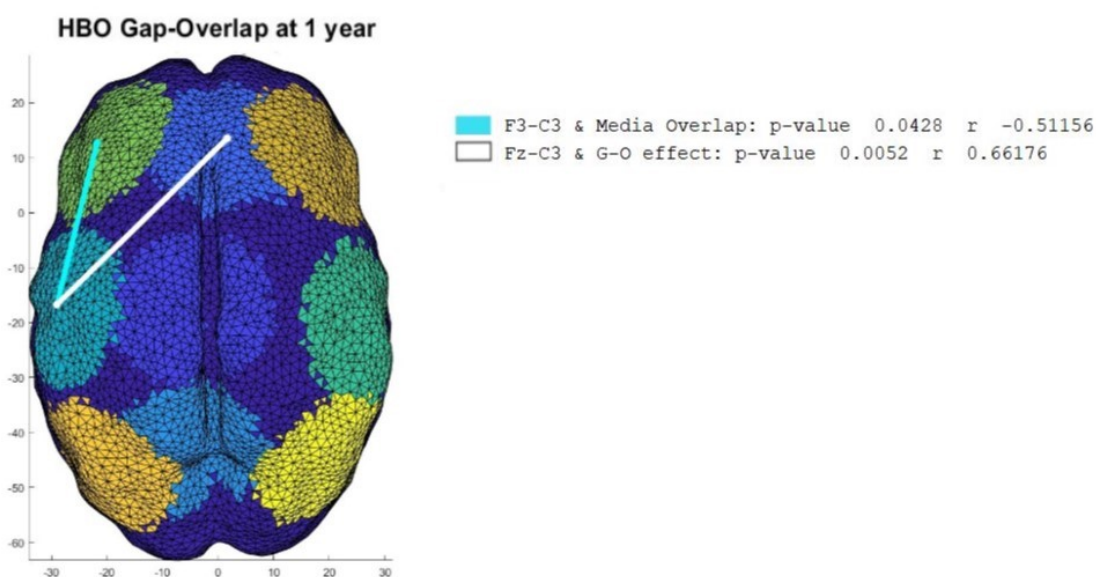 HBO Gap-Overlap at 1 year
F3-C3 & Media Overlap: p-value 0.0428 r -0.51156
Fz-C3 & G-O effect: p-value 0.0052 r 0.66176
20
10
0
-10
-20
-30
-40
-50
-60
-30 -20 -10 0 10 20 30